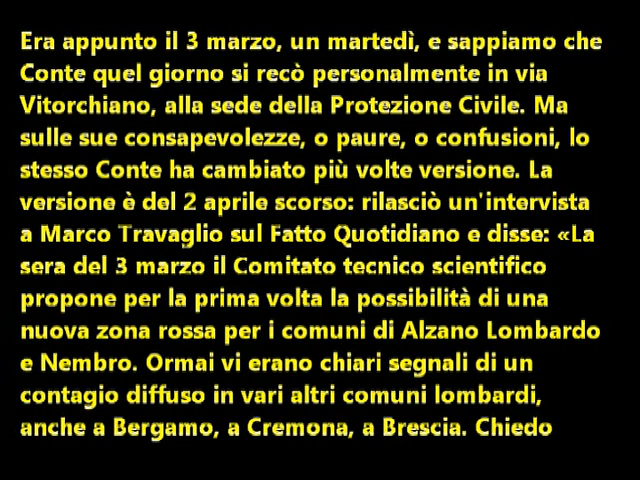 Era appunto il 3 marzo, un martedì, e sappiamo che
Conte quel giorno si recò personalmente in via
Vitorchiano, alla sede della Protezione Civile. Ma
sulle sue consapevolezze, o paure, o confusioni, lo
stesso Conte ha cambiato più volte versione. La
versione è del 2 aprile scorso: rilasciò un'intervista
a Marco Travaglio sul Fatto Quotidiano e disse: «La
sera del 3 marzo il Comitato tecnico scientifico
propone per la prima volta la possibilità di una
nuova zona rossa per i comuni di Alzano Lombardo
e Nembro. Ormai vi erano chiari segnali di un
contagio diffuso in vari altri comuni lombardi,
anche a Bergamo, a Cremona, a Brescia. Chiedo